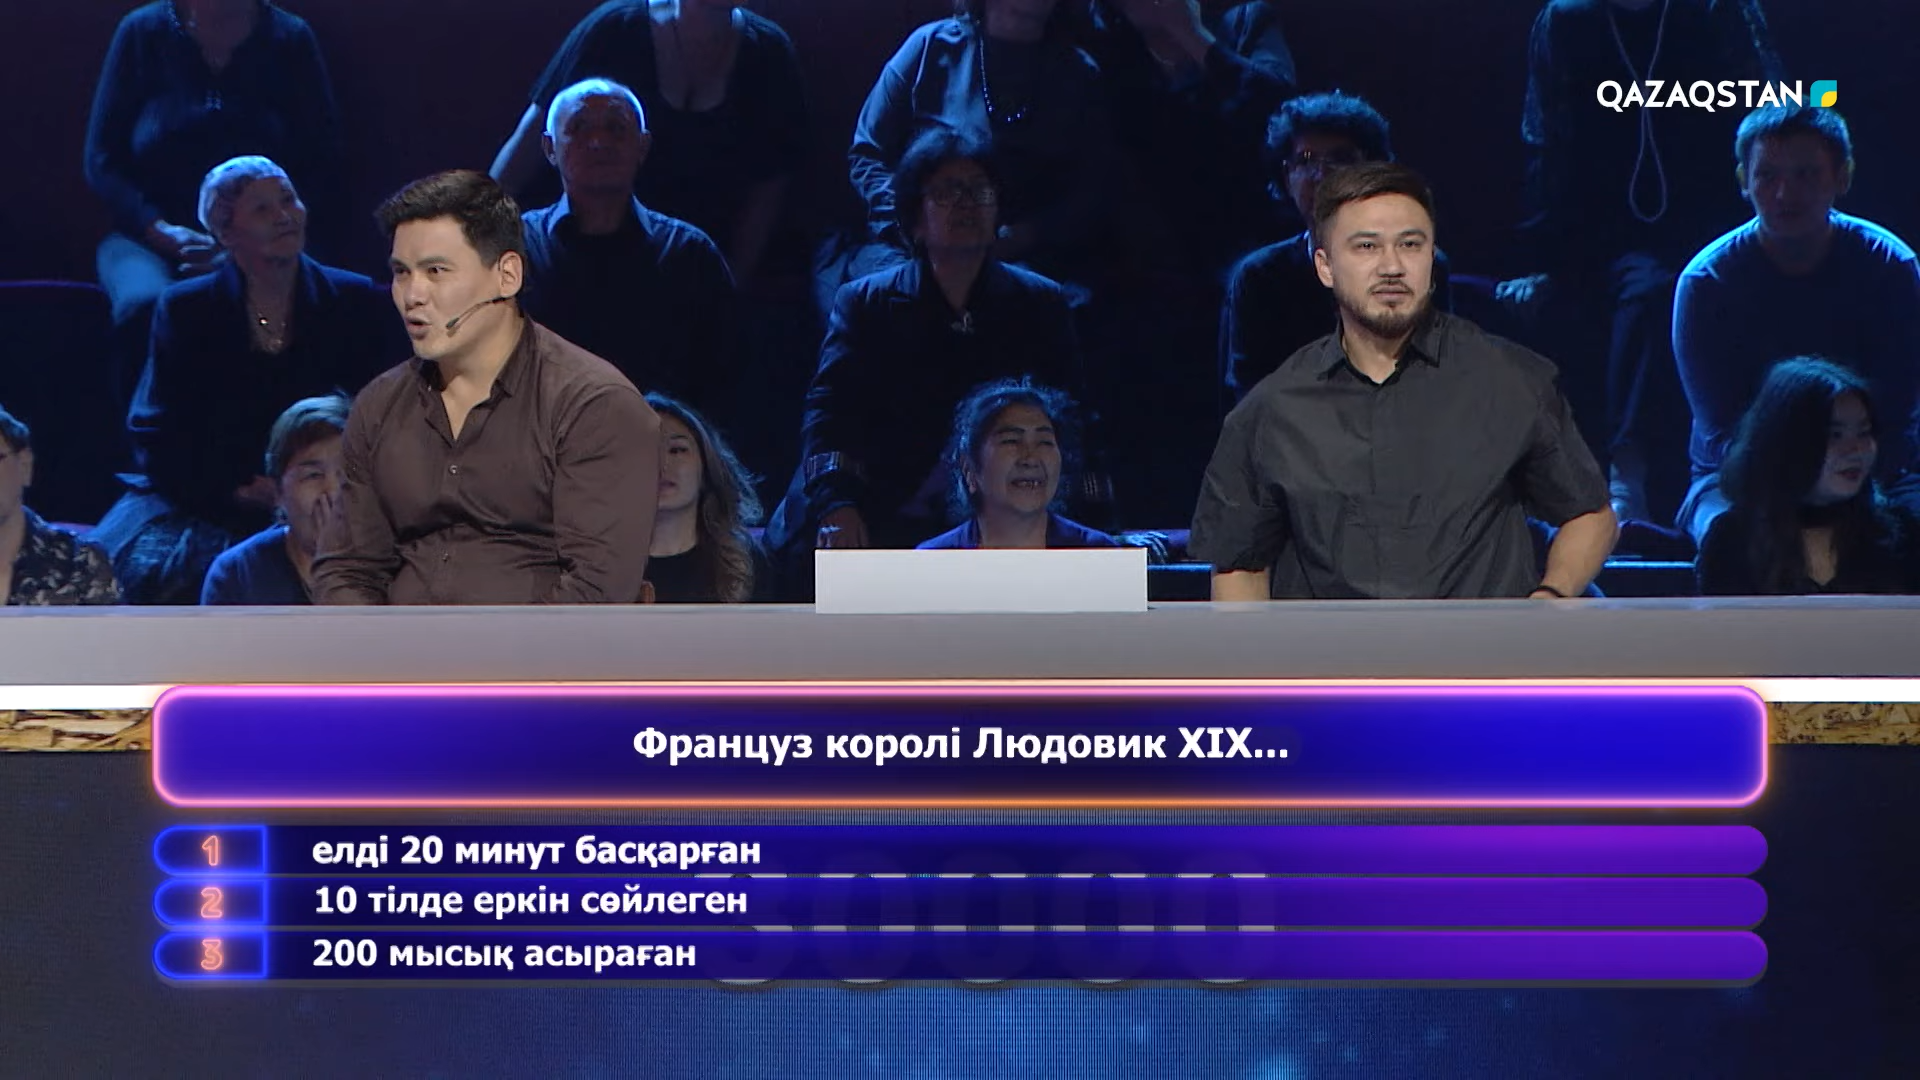 QAZAQSTAN
Француз королі Людовик XIX...
1 елді 20 минут басқарған
2 10 тілде еркін сөйлеген
3 200 мысық асыраған
30000